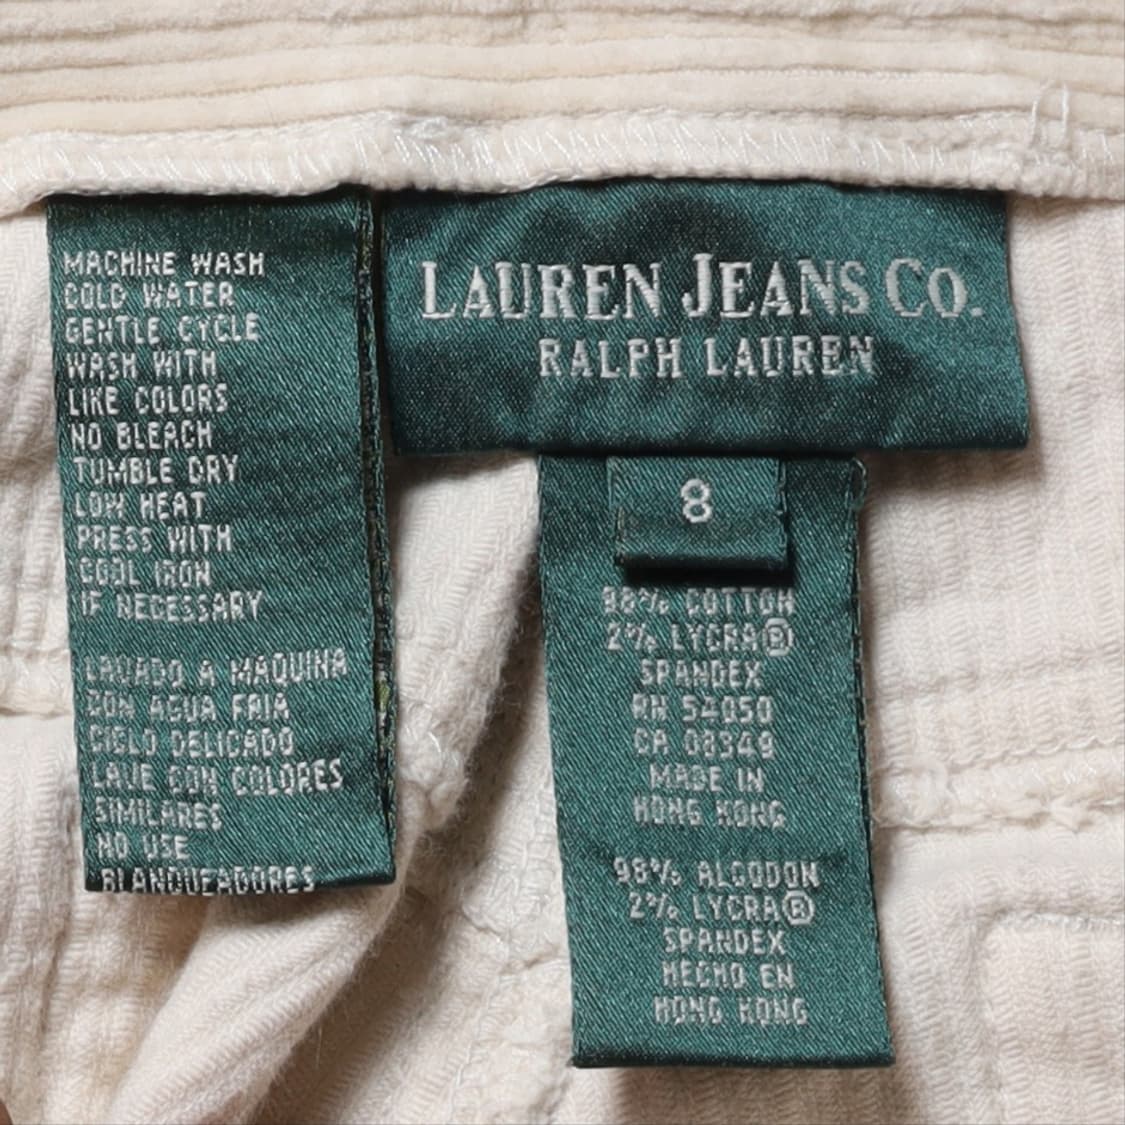 MACHINE WASH
COLD WATER
GENTLE CYCLE
WASH WITH
LIKE COLORS
NO BLEACH
TUMBLE DRY
LOW HEAT
PRESS WITH
COOL IRON
IF NECESSARY
LAVADO A MAQUINA
CON AGUA FRIA
CICLO DELICADO
LAVE CON COLORES
SIMILARES
NO USE
BLANQUEADORES
LAUREN JEANS CO.
RALPH LAUREN
8
98% COTTON
2% LYCRA®
SPANDEX
RN 54050
CA 08349
MADE IN
HONG KONG
98% ALGODON
2% LYCRA®
SPANDEX
HECHO EN
HONG KONG